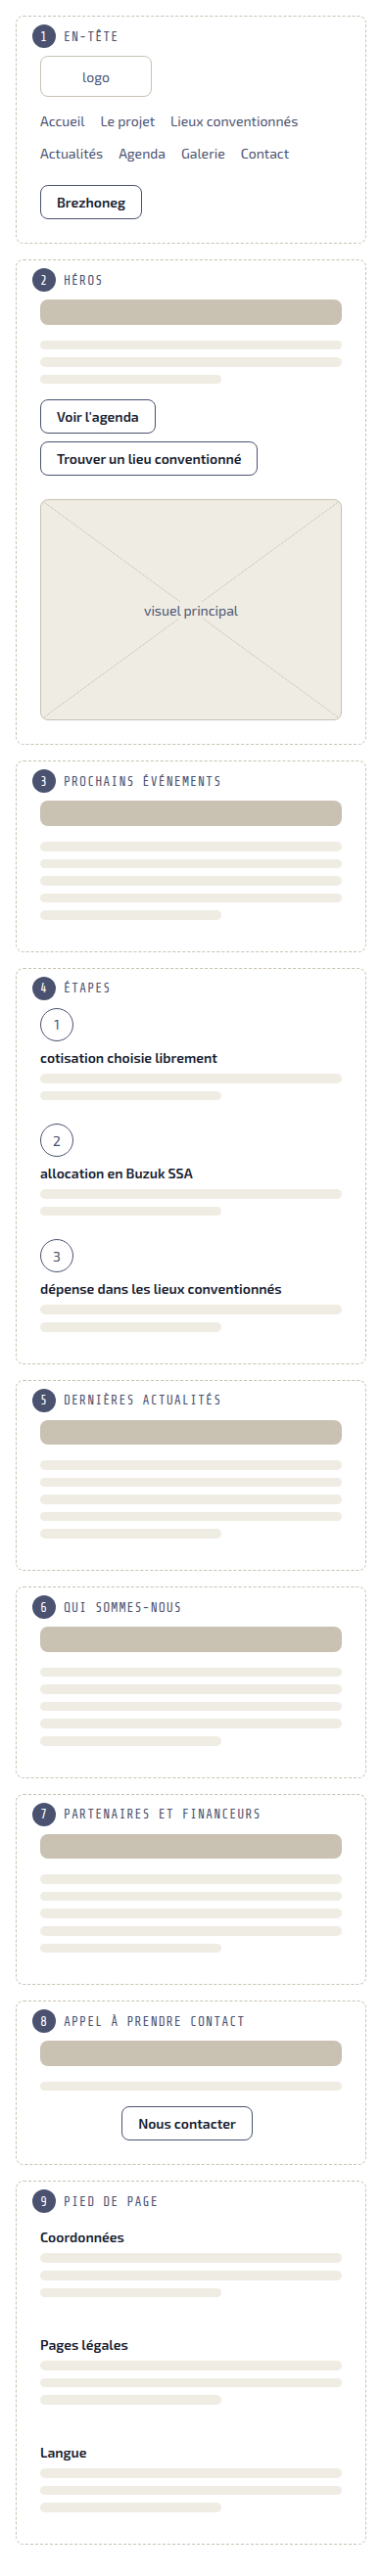 1 EN-TÊTE
logo
Accueil Le projet Lieux conventionnés
Actualités Agenda Galerie Contact
Brezhoneg
2 HÉROS
Voir l'agenda
Trouver un lieu conventionné
visuel principal
3 PROCHAINS ÉVÉNEMENTS
4 ÉTAPES
1
cotisation choisie librement
2
allocation en Buzuk SSA
3
dépense dans les lieux conventionnés
5 DERNIÈRES ACTUALITÉS
6 QUI SOMMES-NOUS
7 PARTENAIRES ET FINANCEURS
8 APPEL À PRENDRE CONTACT
Nous contacter
9 PIED DE PAGE
Coordonnées
Pages légales
Langue